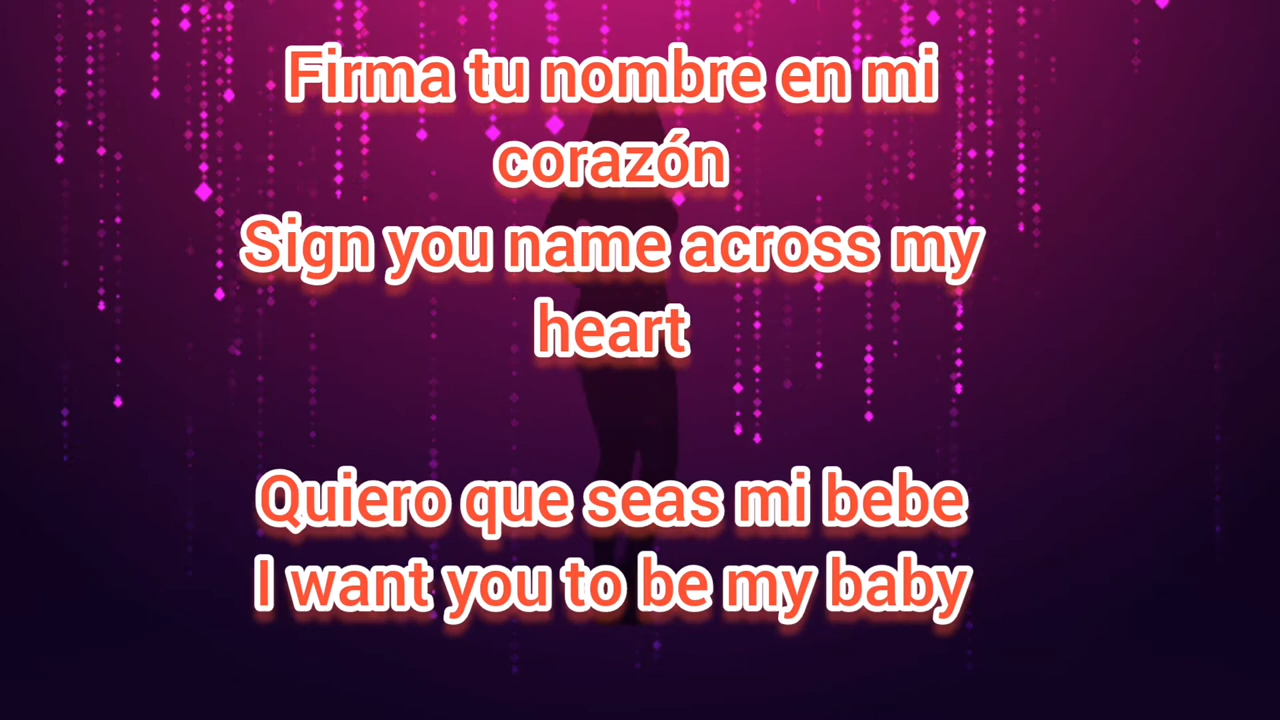 Firma tu nombre en mi
corazón
Sign you name across my
heart
Quiero que seas mi bebe
I want you to be my baby